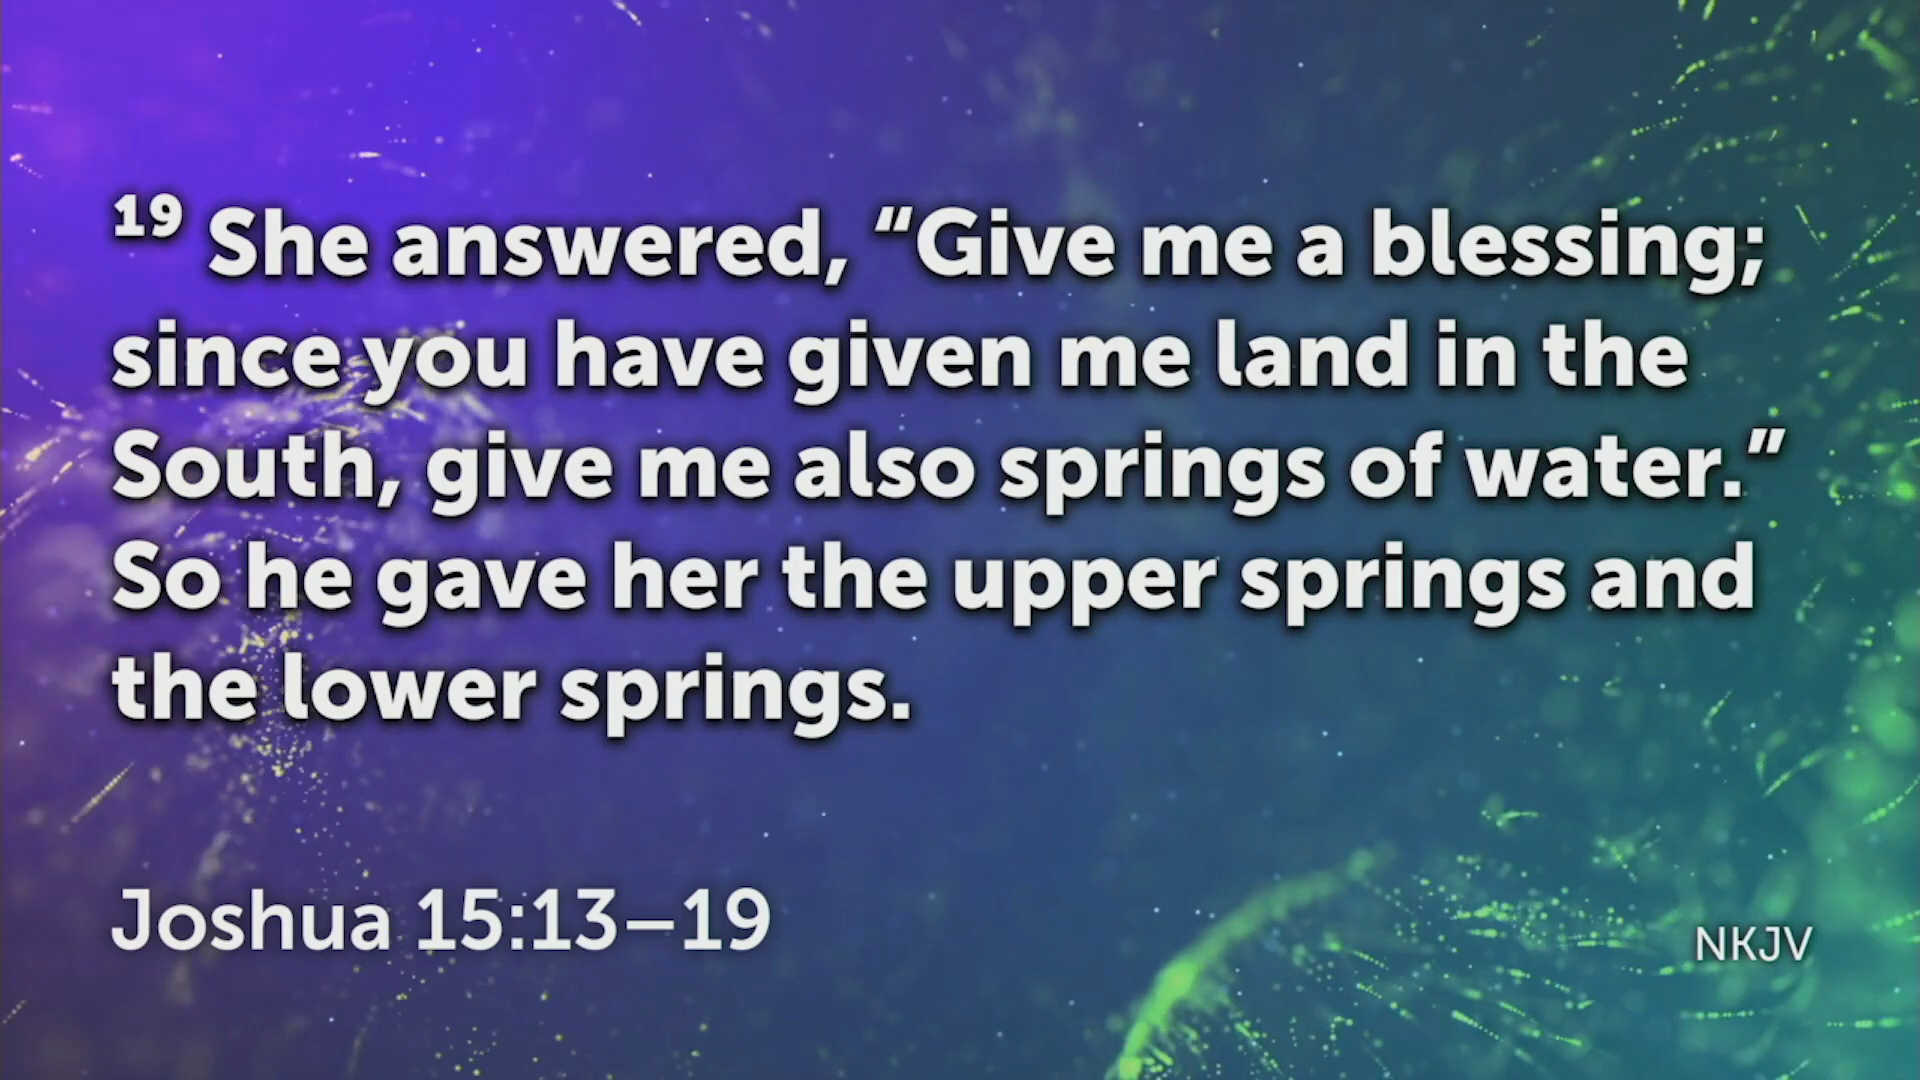 19 She answered, “Give me a blessing;
since you have given me land in the
South, give me also springs of water.”
So he gave her the upper springs and
the lower springs.
Joshua 15:13–19
NKJV